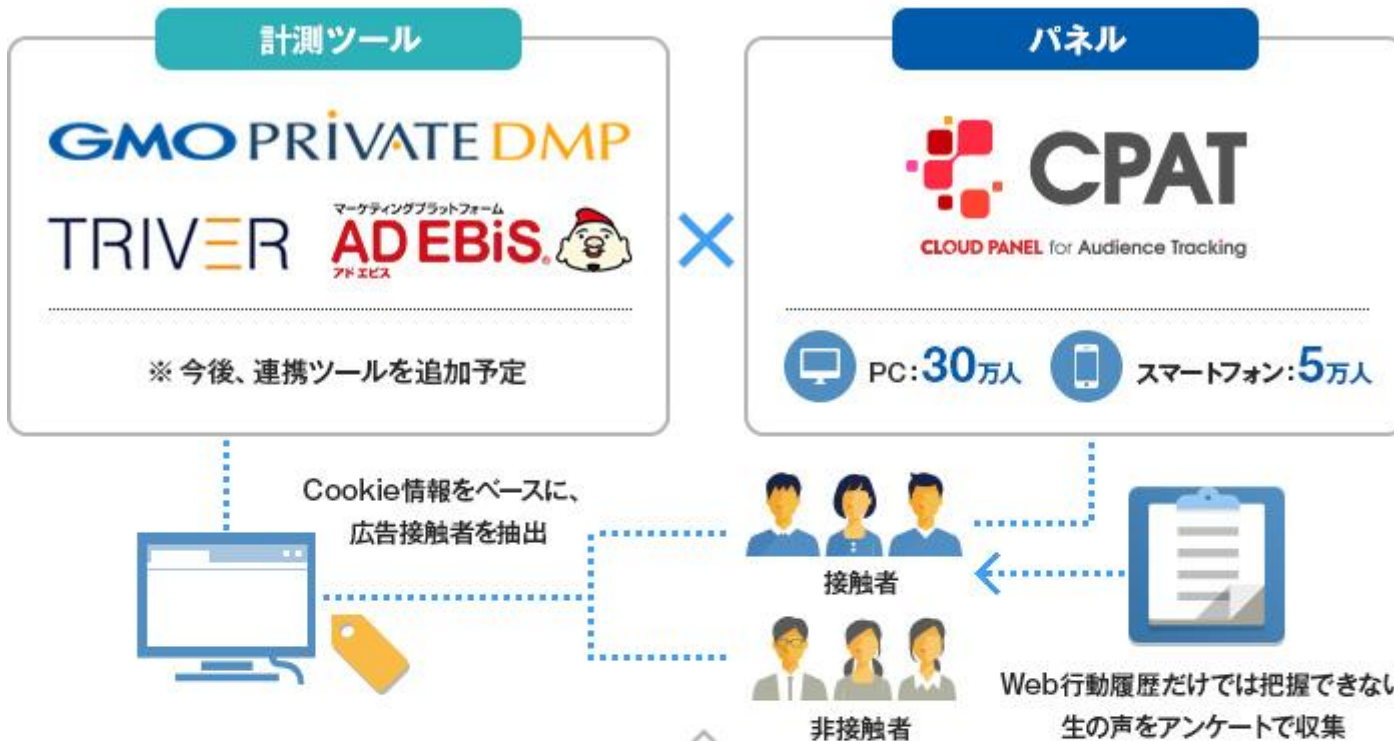 計測ツール
GMO PRiVATE DMP
TRIVER
マーケティングプラットフォーム
AD EBiS®
アド エビス
※ 今後、連携ツールを追加予定
×
パネル
CPAT
CLOUD PANEL for Audience Tracking
PC:30万人
スマートフォン:5万人
Cookie情報をベースに、
広告接触者を抽出
接触者
非接触者
Web行動履歴だけでは把握できない
生の声をアンケートで収集